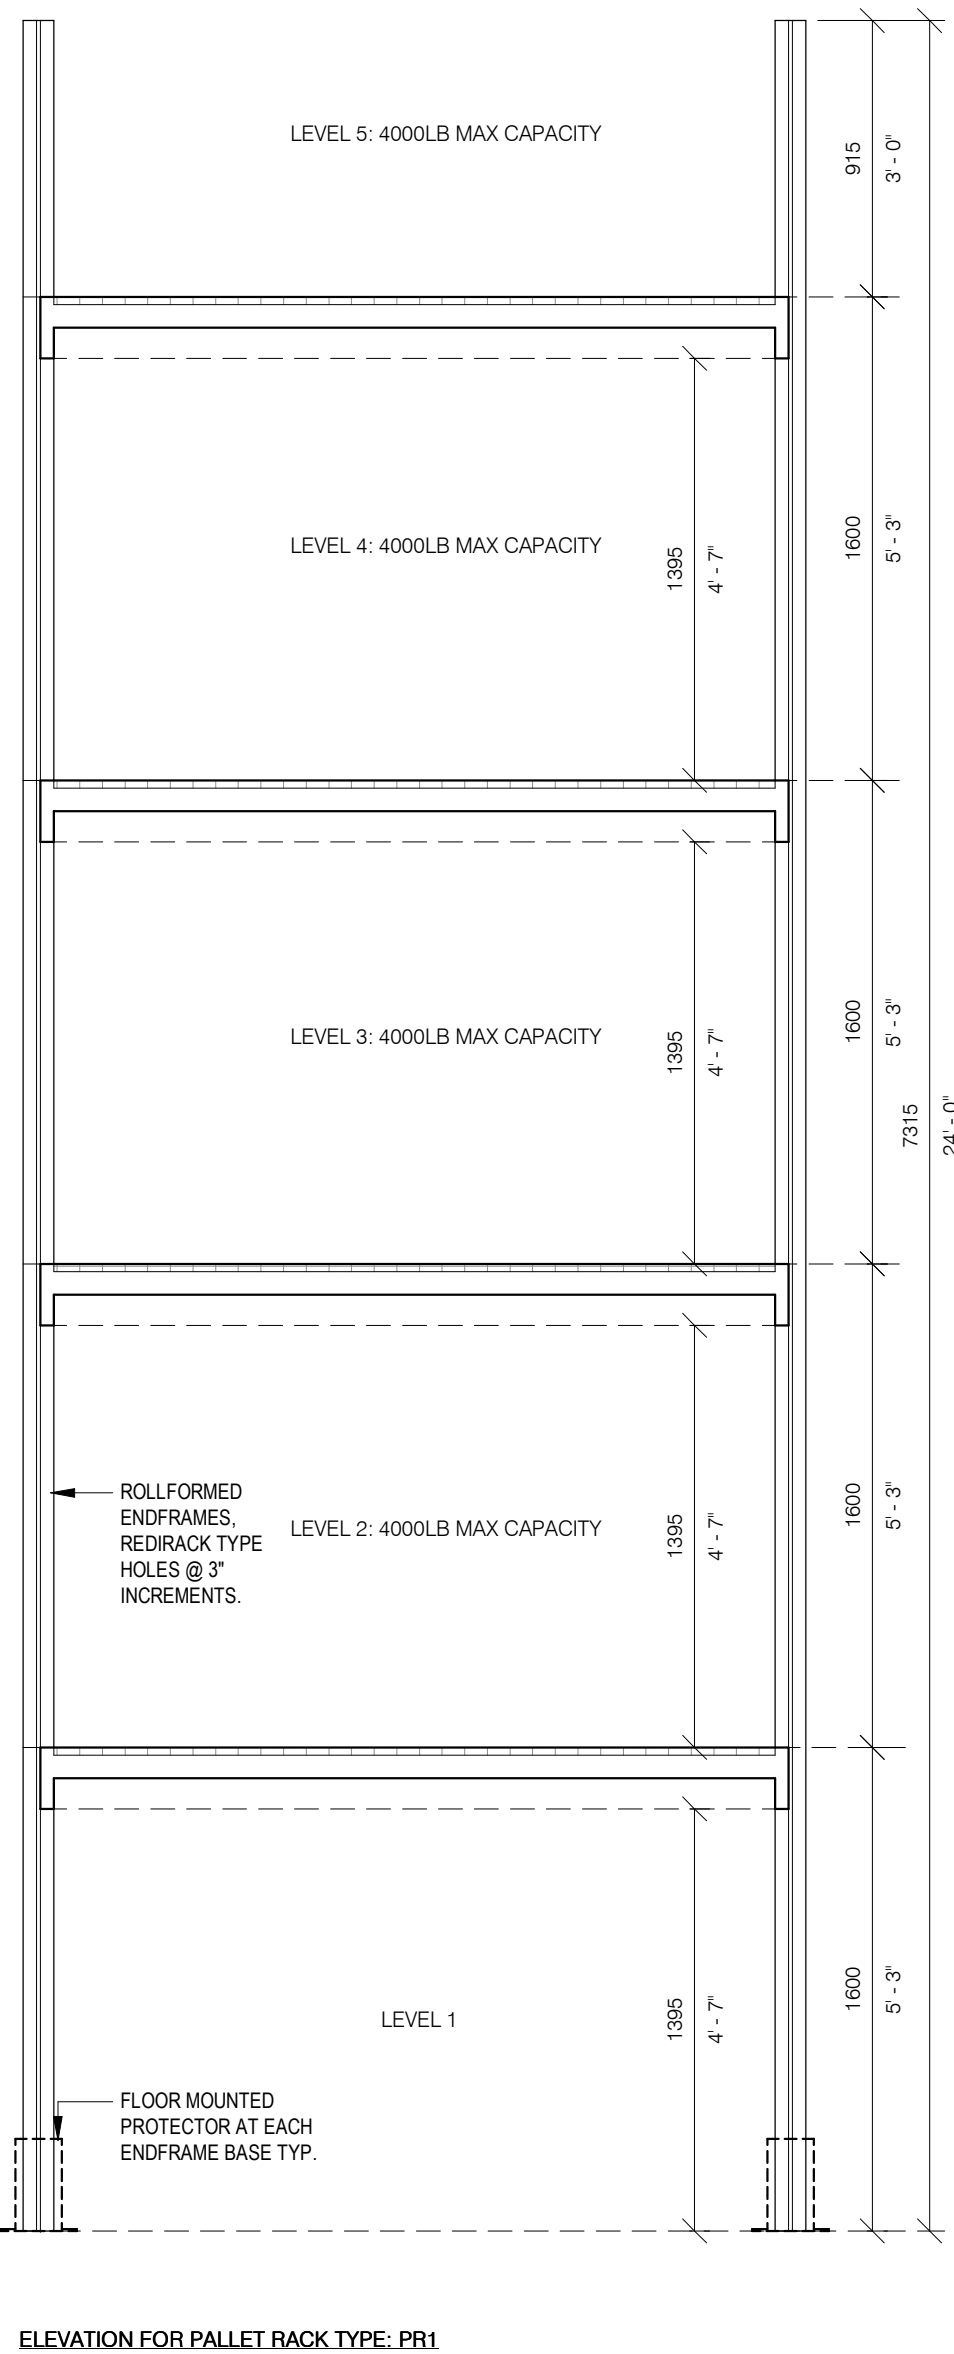 LEVEL 5: 4000LB MAX CAPACITY
915
3' - 0"
LEVEL 4: 4000LB MAX CAPACITY
1395
4' - 7"
1600
5' - 3"
LEVEL 3: 4000LB MAX CAPACITY
1395
4' - 7"
1600
5' - 3"
7315
24' - 0"
ROLLFORMED
ENDFRAMES,
REDIRACK TYPE
HOLES @ 3"
INCREMENTS.
LEVEL 2: 4000LB MAX CAPACITY
1395
4' - 7"
1600
5' - 3"
LEVEL 1
1395
4' - 7"
1600
5' - 3"
FLOOR MOUNTED
PROTECTOR AT EACH
ENDFRAME BASE TYP.
ELEVATION FOR PALLET RACK TYPE: PR1